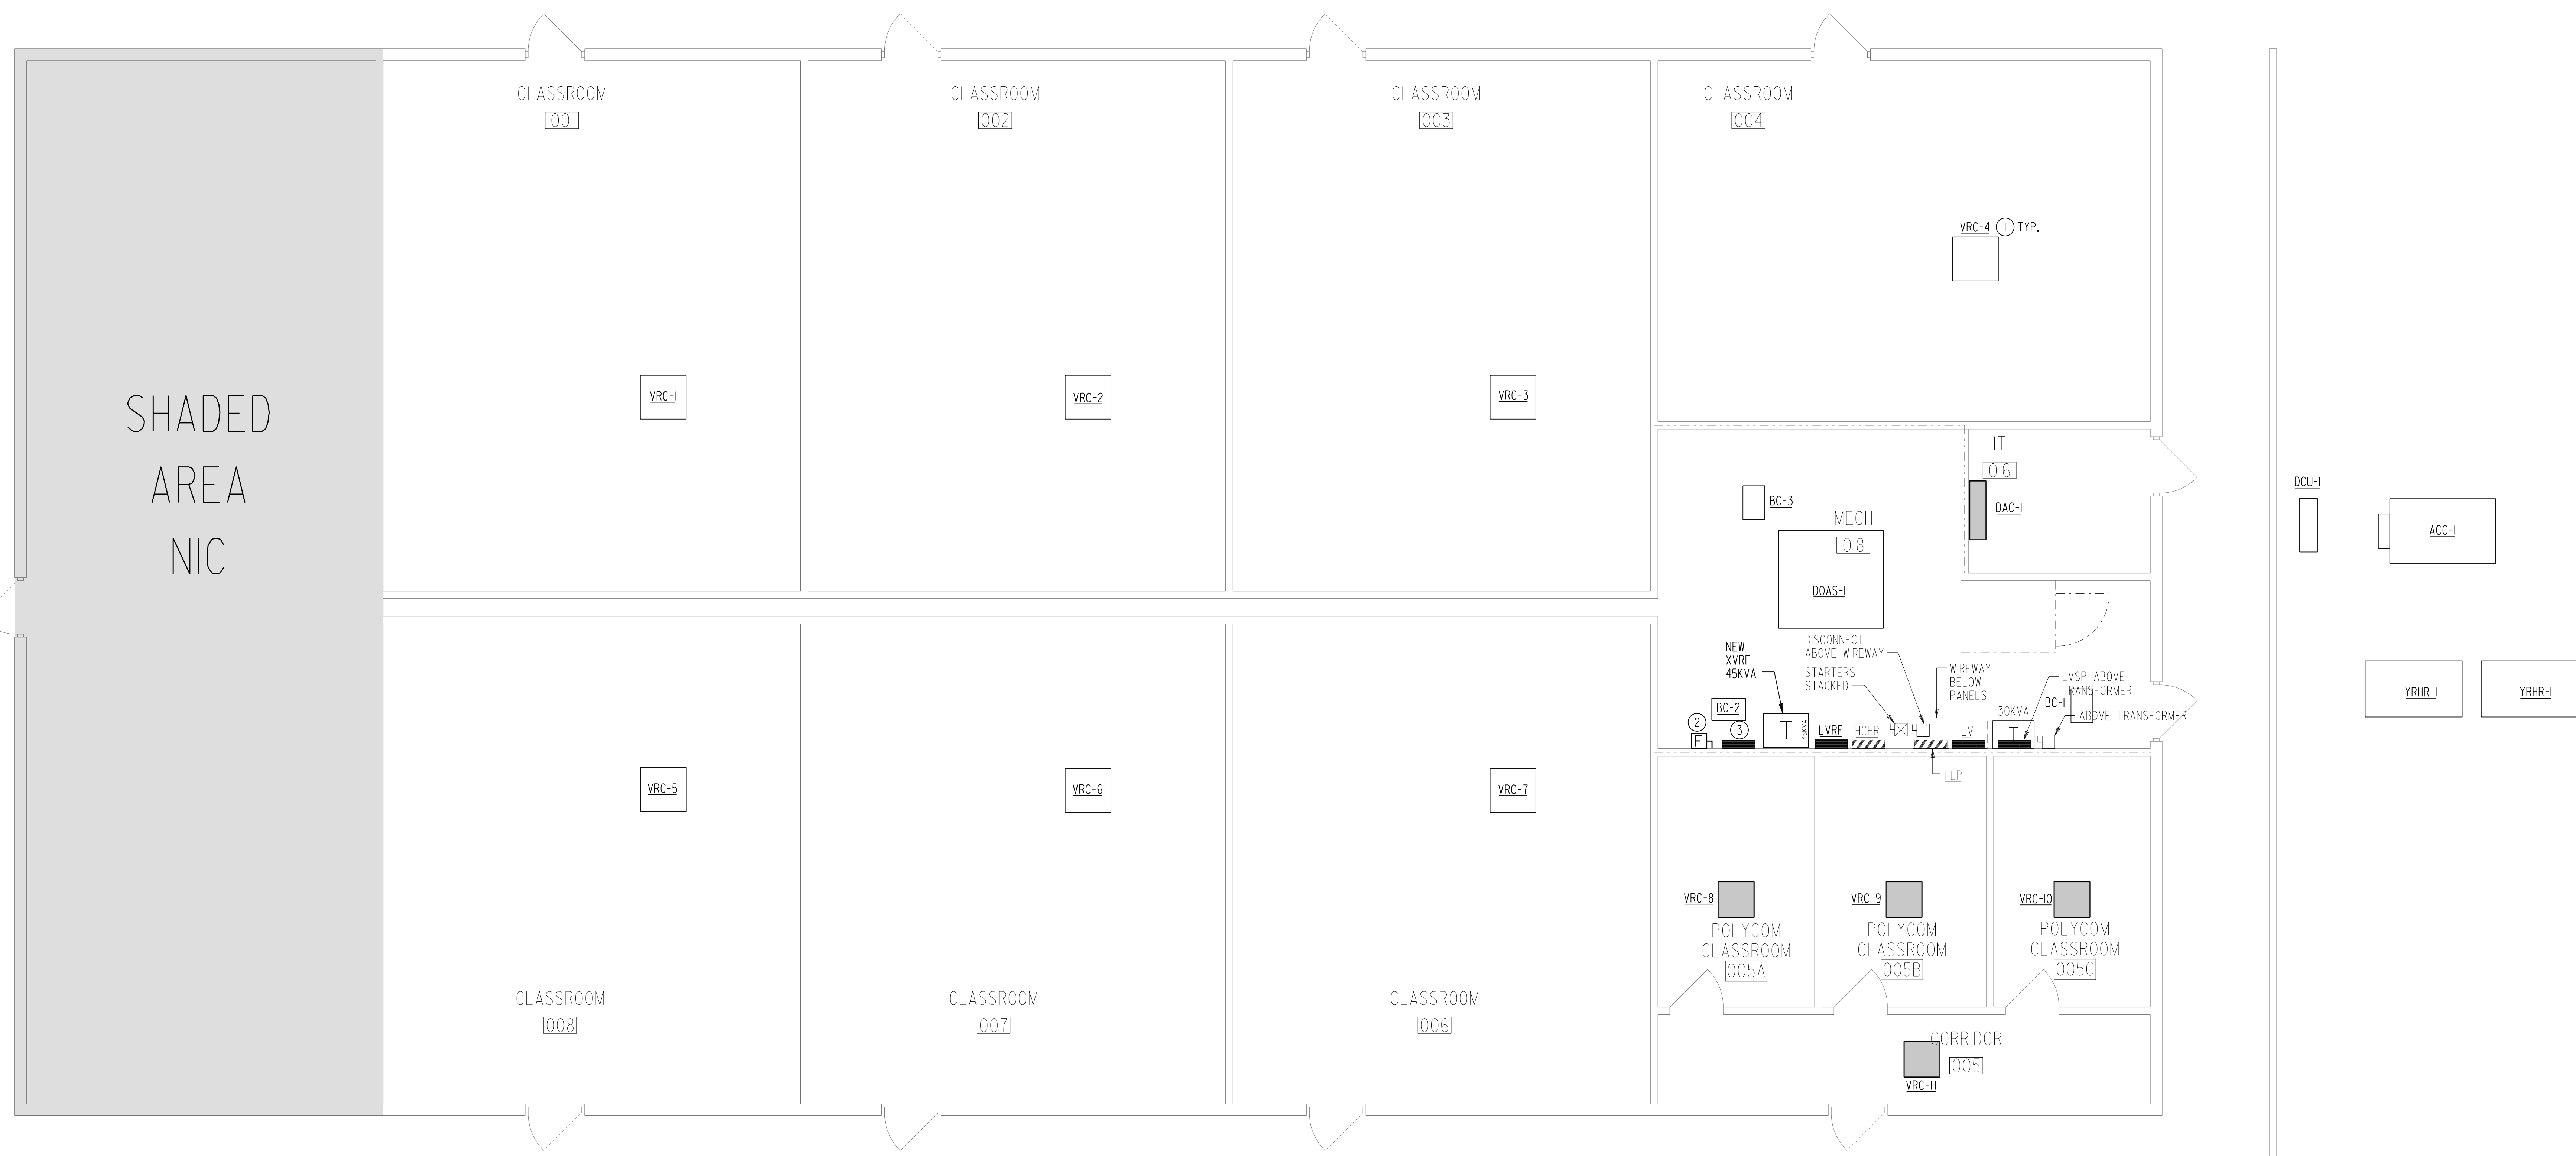 SHADED
AREA
NIC
CLASSROOM
001
CLASSROOM
002
CLASSROOM
003
CLASSROOM
004
VRC-4
1
TYP.
VRC-1
VRC-2
VRC-3
IT
016
DAC-1
BC-3
MECH
018
DOAS-1
DCU-1
ACC-1
NEW
XVRF
45KVA
DISCONNECT
ABOVE WIREWAY
STARTERS
STACKED
WIREWAY
BELOW
PANELS
LVSP ABOVE
TRANSFORMER
BC-1
ABOVE TRANSFORMER
YRHR-1
YRHR-1
BC-2
2
3
F
T
45KVA
LVRF
HCHR
LV
30KVA
T
HLP
VRC-5
VRC-6
VRC-7
VRC-8
POLYCOM
CLASSROOM
005A
VRC-9
POLYCOM
CLASSROOM
005B
VRC-10
POLYCOM
CLASSROOM
005C
CLASSROOM
008
CLASSROOM
007
CLASSROOM
006
CORRIDOR
005
VRC-11